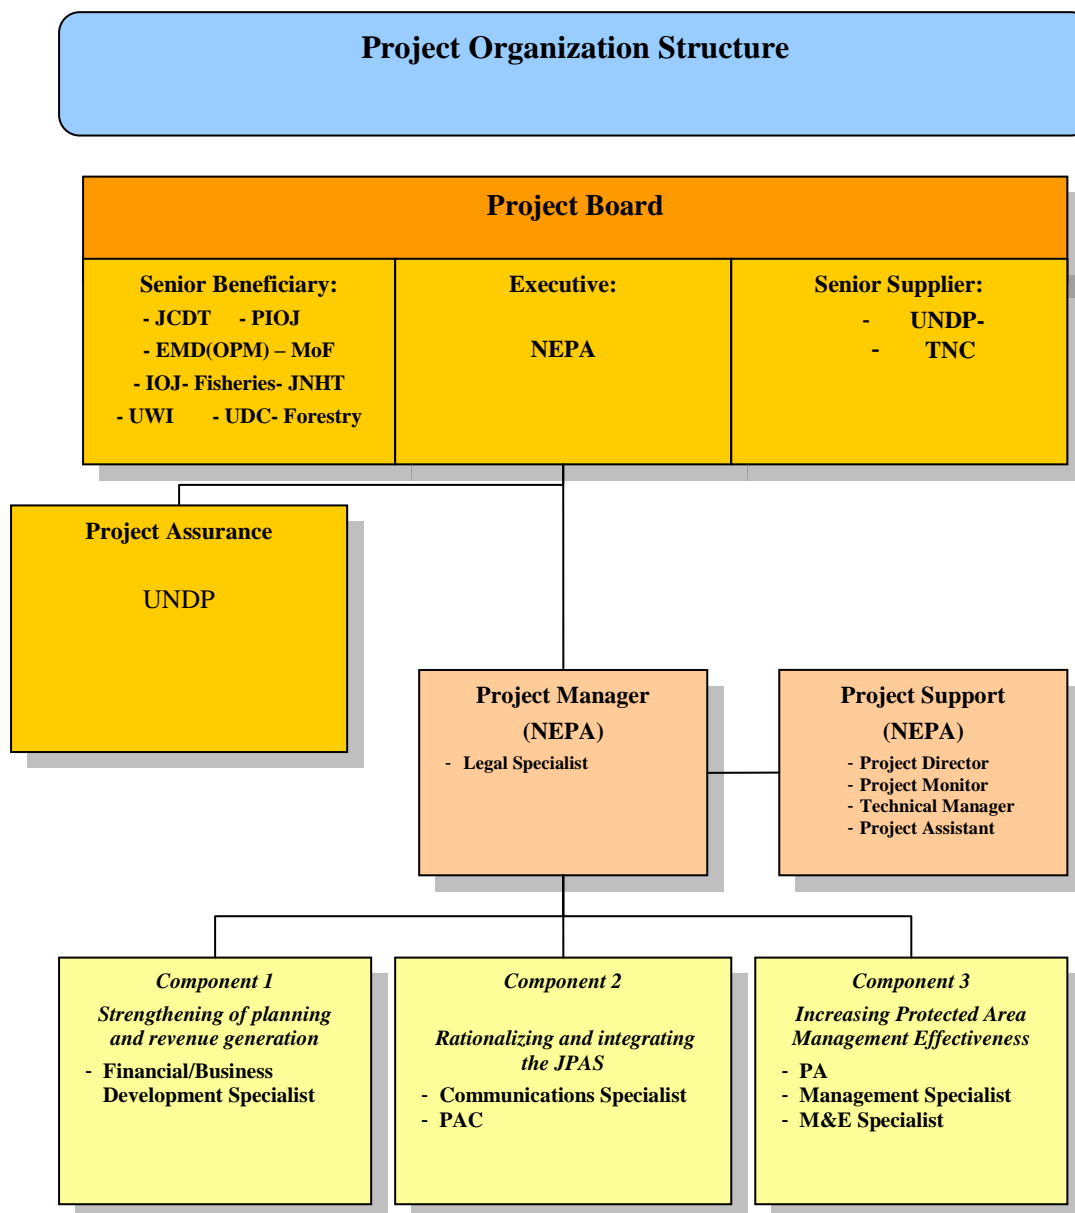 Project Organization Structure
Project Board
Senior Beneficiary:
- JCDT - PIOJ
- EMD(OPM) – MoF
- IOJ- Fisheries- JNHT
- UWI - UDC- Forestry
Executive:
NEPA
Senior Supplier:
- UNDP-
- TNC
Project Assurance
UNDP
Project Manager
(NEPA)
- Legal Specialist
Project Support
(NEPA)
- Project Director
- Project Monitor
- Technical Manager
- Project Assistant
Component 1
Strengthening of planning
and revenue generation
- Financial/Business
Development Specialist
Component 2
Rationalizing and integrating
the JPAS
- Communications Specialist
- PAC
Component 3
Increasing Protected Area
Management Effectiveness
- PA
- Management Specialist
- M&E Specialist